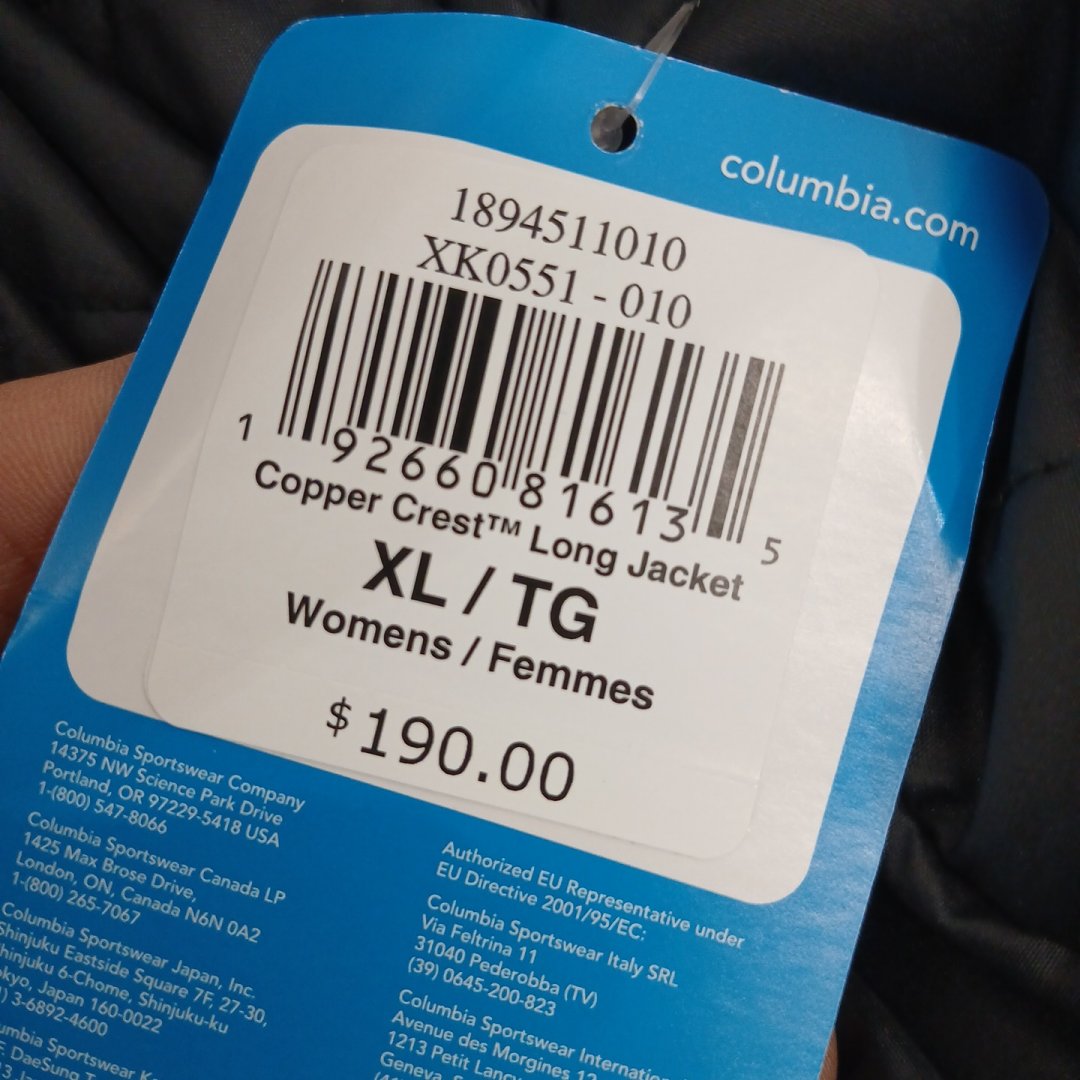 columbia.com
1894511010
XK0551 - 010
1 92660 81613 5
Copper Crest™ Long Jacket
XL / TG
Womens / Femmes
$190.00
Columbia Sportswear Company
14375 NW Science Park Drive
Portland, OR 97229-5418 USA
1-(800) 547-8066
Columbia Sportswear Canada LP
1425 Max Brose Drive,
London, ON, Canada N6N 0A2
1-(800) 265-7067
Columbia Sportswear Japan, Inc.
Shinjuku Eastside Square 7F, 27-30,
6-Chome, Shinjuku-ku
Japan 160-0022
3-6892-4600
Sportswear
DaeSung
Authorized EU Representative under
EU Directive 2001/95/EC:
Columbia Sportswear Italy SRL
Via Feltrina 11
31040 Pederobba (TV)
(39) 0645-200-823
Columbia Sportswear
Avenue des Morgines 12
1213 Petit
Geneva,